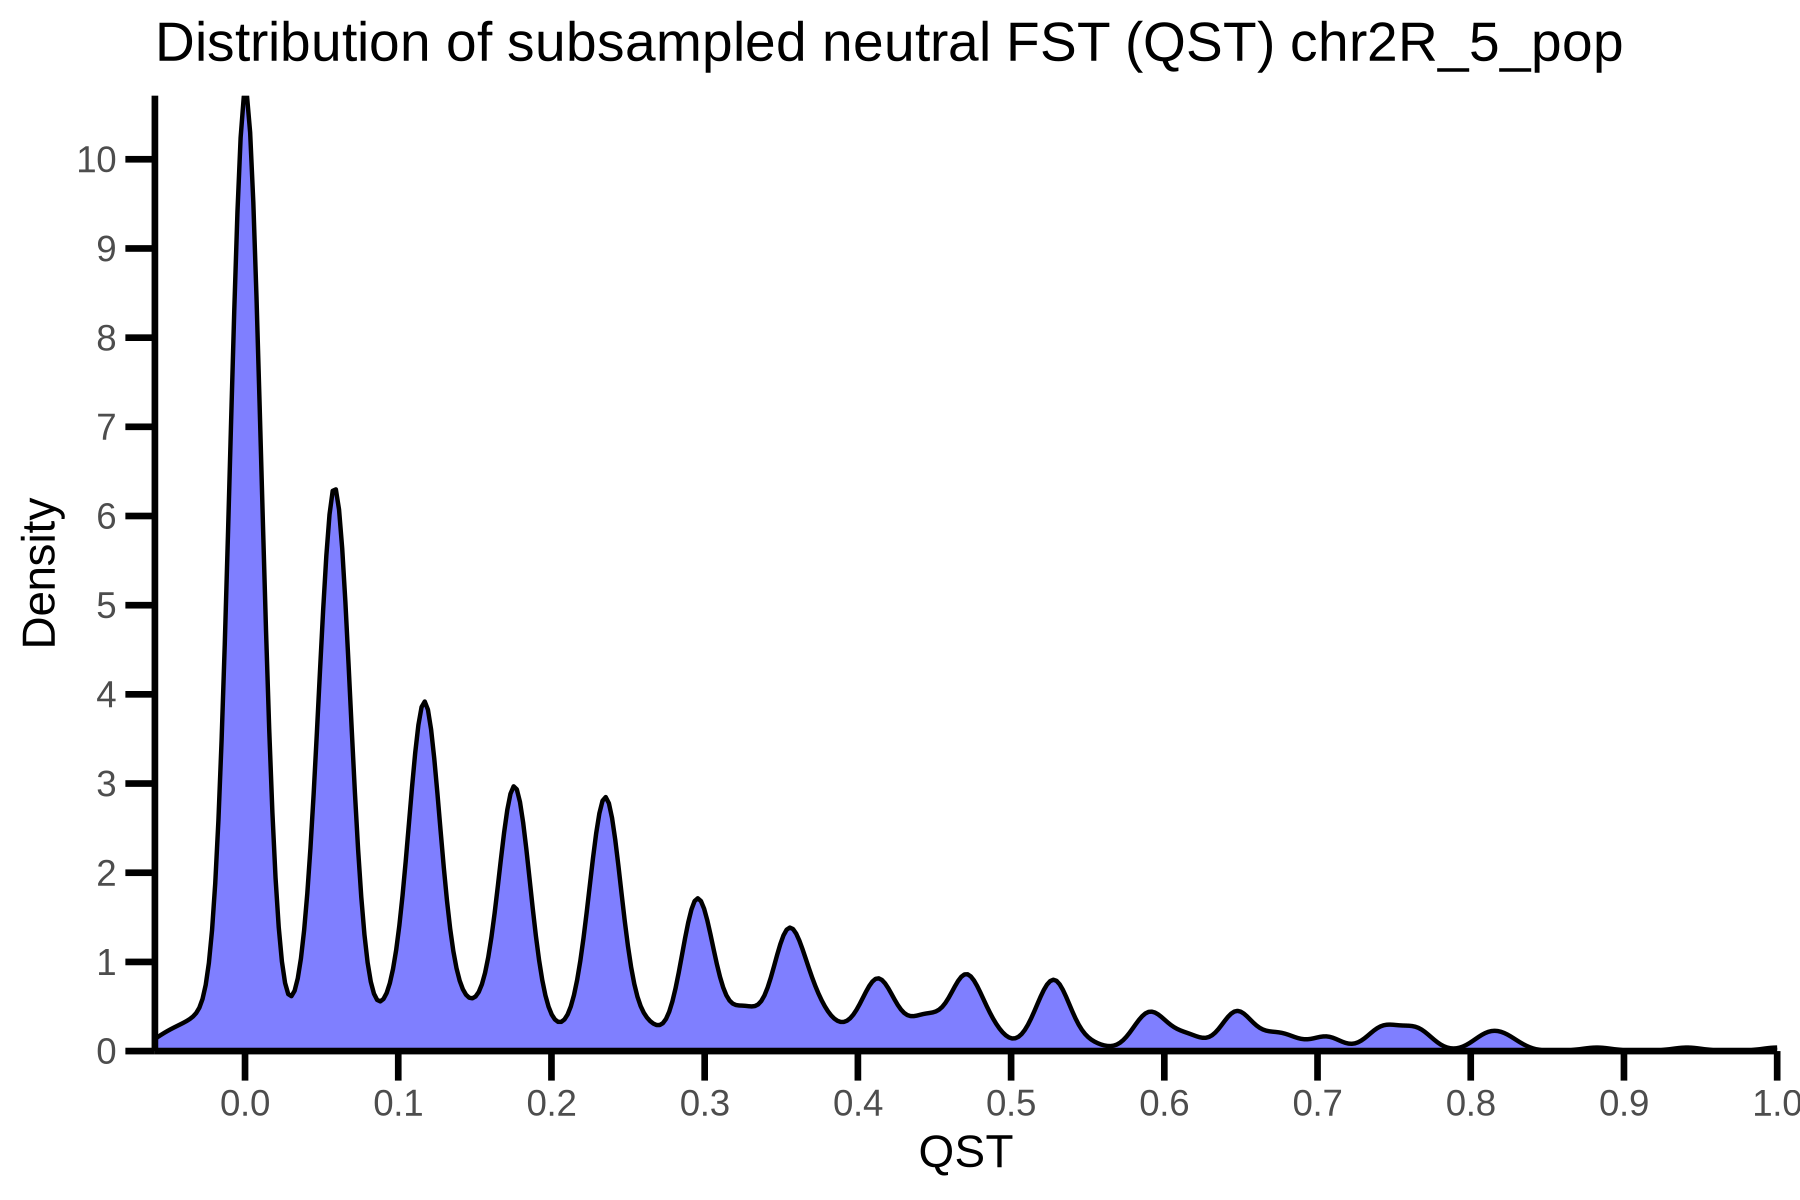 Distribution of subsampled neutral FST (QST) chr2R_5_pop
10
9
8
7
6
5
4
3
2
1
0
Density
0.0 0.1 0.2 0.3 0.4 0.5 0.6 0.7 0.8 0.9 1.0
QST